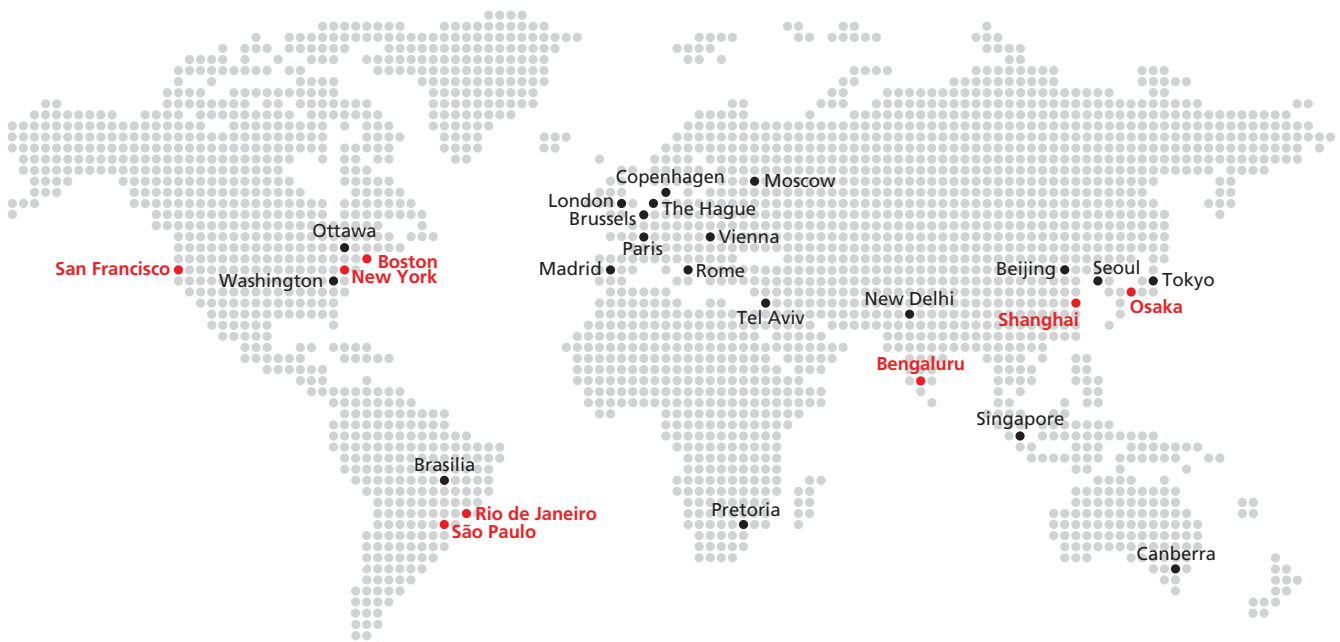 Copenhagen
Moscow
London
The Hague
Brussels
Ottawa
Paris
Vienna
Boston
San Francisco
New York
Washington
Madrid
Rome
Beijing
Seoul
Tokyo
New Delhi
Tel Aviv
Shanghai
Osaka
Bengaluru
Singapore
Brasilia
Rio de Janeiro
São Paulo
Pretoria
Canberra